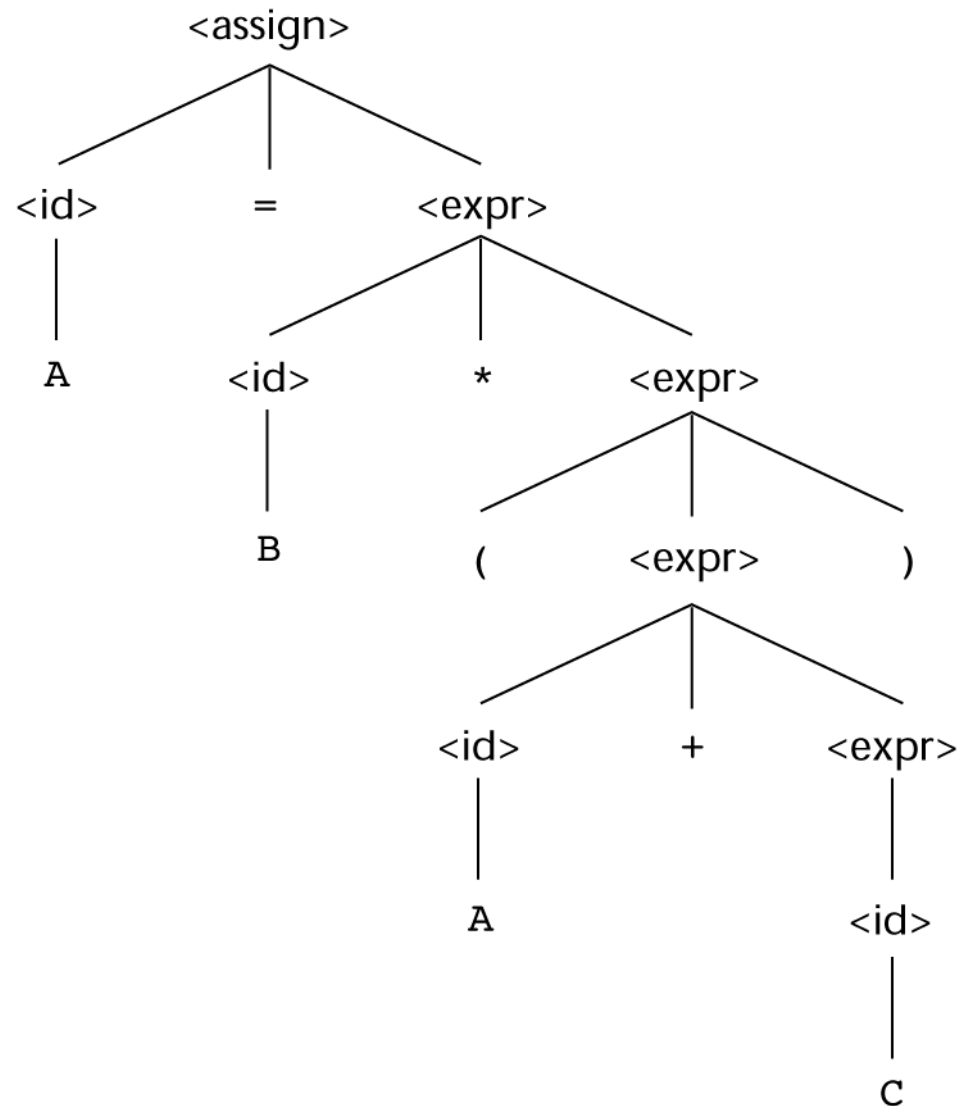 <assign>
<id> = <expr>
A <id> * <expr>
B ( <expr> )
<id> + <expr>
A <id>
C